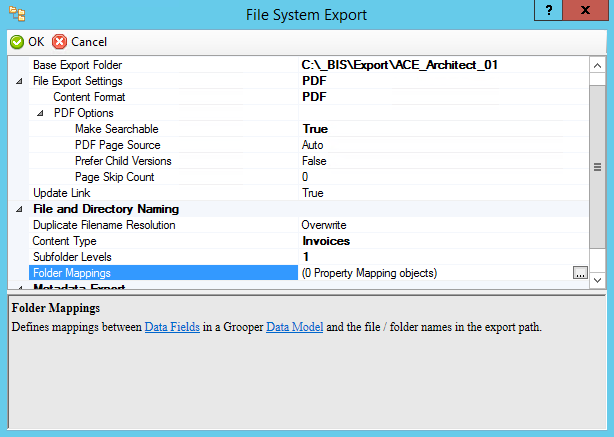 File System Export
?
x
OK Cancel
Base Export Folder C:\_BIS\Export\ACE_Architect_01
File Export Settings PDF
Content Format PDF
PDF Options
Make Searchable True
PDF Page Source Auto
Prefer Child Versions False
Page Skip Count 0
Update Link True
File and Directory Naming
Duplicate Filename Resolution Overwrite
Content Type Invoices
Subfolder Levels 1
Folder Mappings (0 Property Mapping objects) ...
Metadata Export
Folder Mappings
Defines mappings between Data Fields in a Grooper Data Model and the file / folder names in the export path.